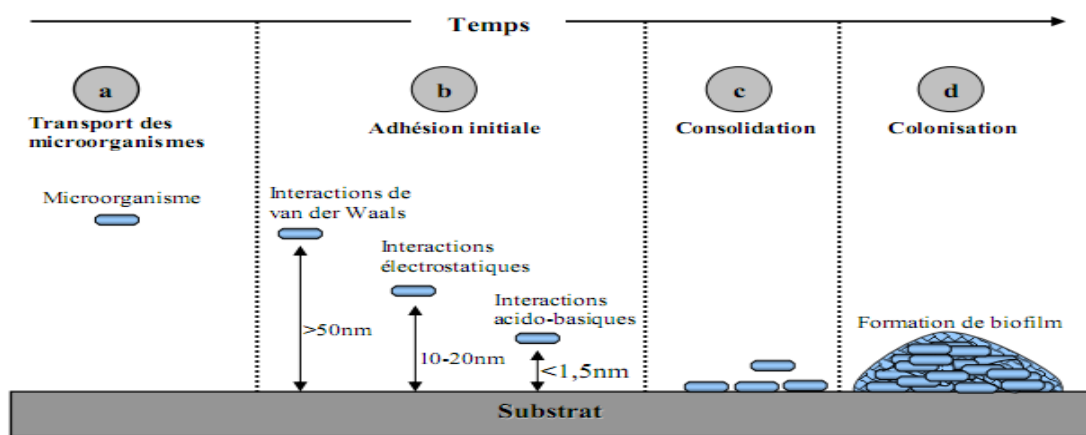 Temps
a
Transport des
microorganismes
Microorganisme
b
Adhésion initiale
Interactions de
van der Waals
>50nm
Interactions
électrostatiques
10-20nm
Interactions
acido-basiques
<1,5nm
c
Consolidation
d
Colonisation
Formation de biofilm
Substrat